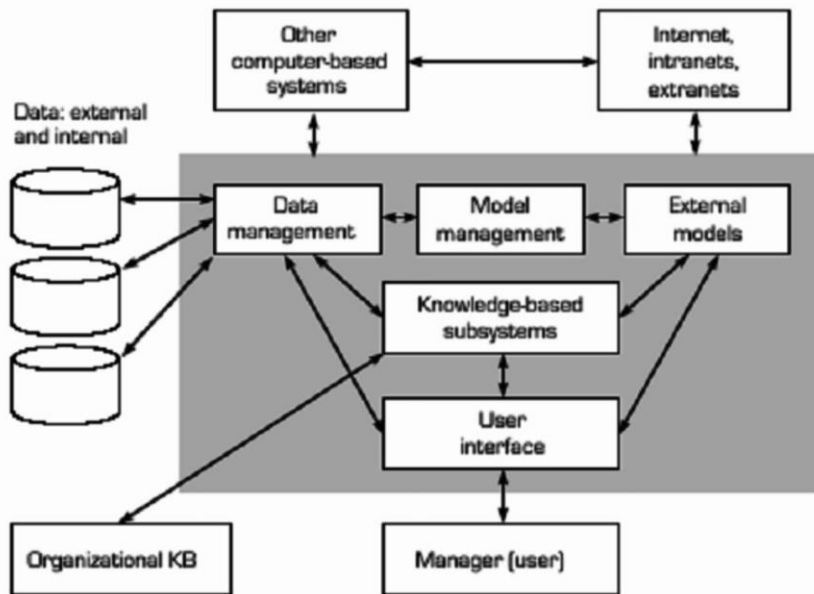 Other
computer-based
systems
Internet,
intranets,
extranets
Data: external
and internal
Data
management
Model
management
External
models
Knowledge-based
subsystems
User
interface
Organizational KB
Manager (user)